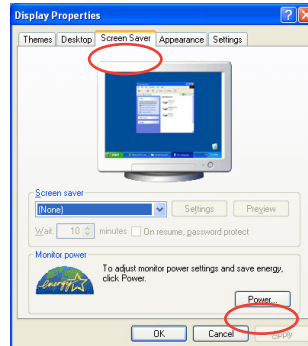 Display Properties
Themes Desktop Screen Saver Appearance Settings
Screen saver
(None) Settings Preview
Wait: 10 minutes On resume, password protect
Monitor power
To adjust monitor power settings and save energy,
click Power.
energy
Power...
OK Cancel Apply